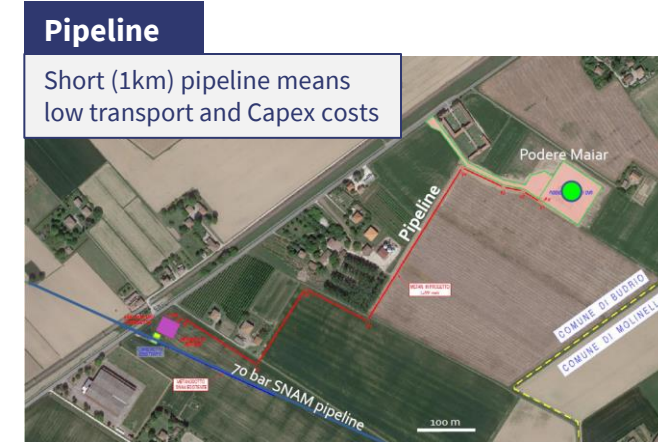 Pipeline
Short (1km) pipeline means
low transport and Capex costs
Podere Maiar
Pipeline
COMUNE DI BUDRIO
COMUNE DI MOLINELL
70 bar SNAM pipeline
100 m